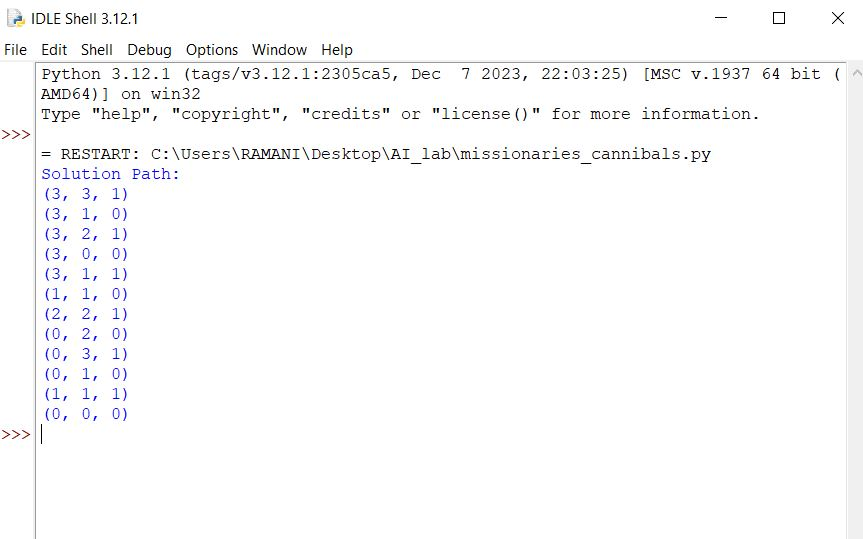 IDLE Shell 3.12.1
File Edit Shell Debug Options Window Help
Python 3.12.1 (tags/v3.12.1:2305ca5, Dec  7 2023, 22:03:25) [MSC v.1937 64 bit (
AMD64)] on win32
Type "help", "copyright", "credits" or "license()" for more information.
>>>
= RESTART: C:\Users\RAMANI\Desktop\AI_lab\missionaries_cannibals.py
Solution Path:
(3, 3, 1)
(3, 1, 0)
(3, 2, 1)
(3, 0, 0)
(3, 1, 1)
(1, 1, 0)
(2, 2, 1)
(0, 2, 0)
(0, 3, 1)
(0, 1, 0)
(1, 1, 1)
(0, 0, 0)
>>>